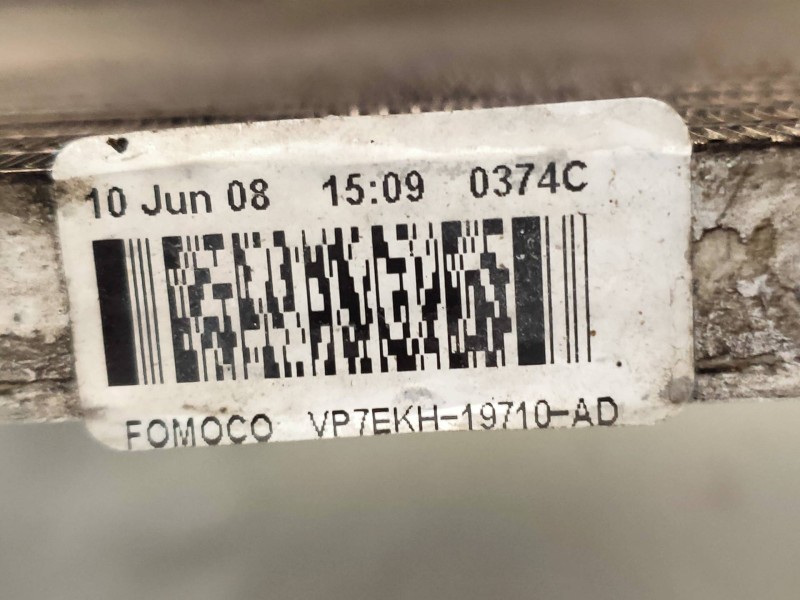 10 Jun 08 15:09 0374C
FOMOCO VP7EKH-19710-AD